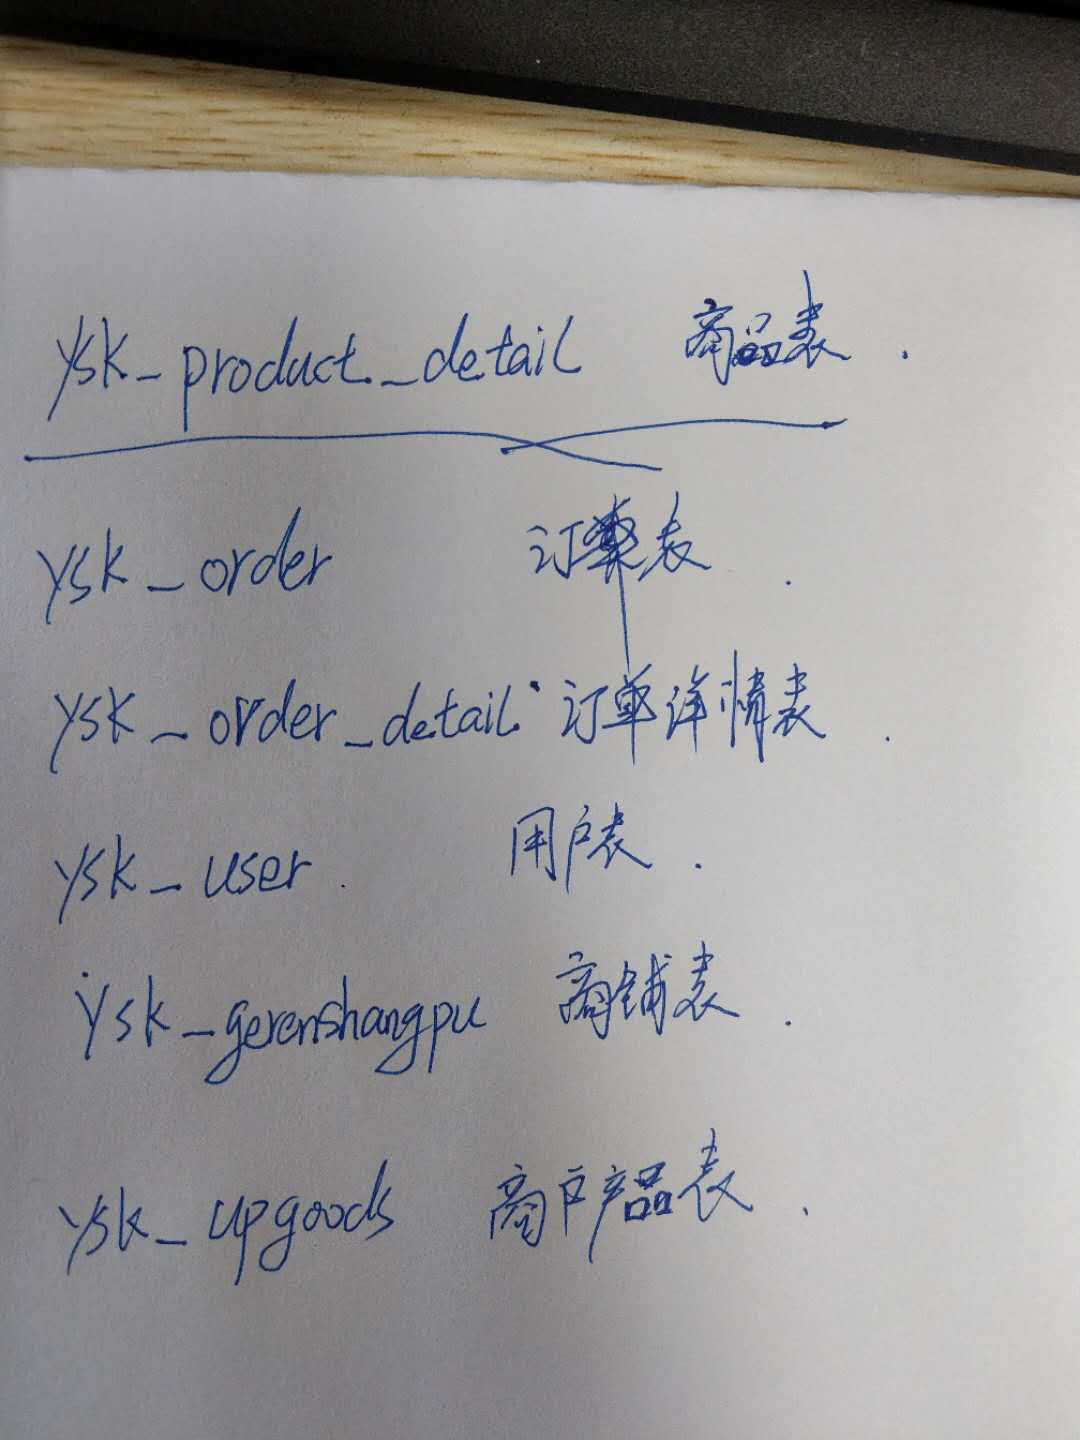 ysk_product_detail 商品表.
ysk_order 订单表.
ysk_order_detail 订单详情表.
ysk_user 用户表.
ysk_gerenshangpu 商铺表.
ysk_upgoods 商户产品表.